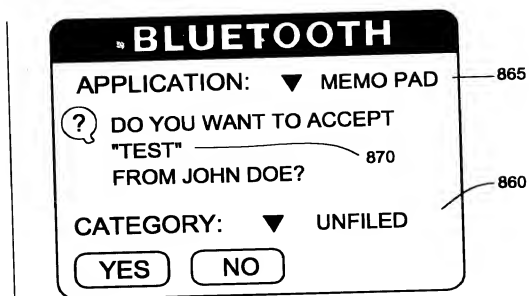 BLUETOOTH
APPLICATION: ▼ MEMO PAD 865
? DO YOU WANT TO ACCEPT
"TEST" 870
FROM JOHN DOE?
860
CATEGORY: ▼ UNFILED
YES NO